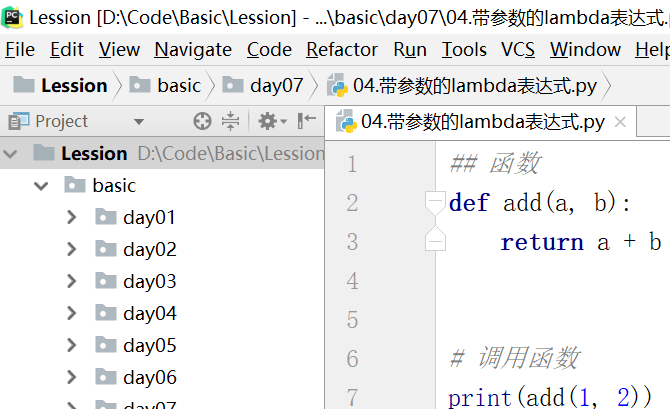 Lession [D:\Code\Basic\Lession] - ...\basic\day07\04.带参数的lambda表达式.p
File Edit View Navigate Code Refactor Run Tools VCS Window Help
Lession basic day07 04.带参数的lambda表达式.py
Project 04.带参数的lambda表达式.py
Lession D:\Code\Basic\Lession
basic
day01
day02
day03
day04
day05
day06
day07
1 ## 函数
2 def add(a, b):
3 return a + b
4
5
6 # 调用函数
7 print(add(1, 2))